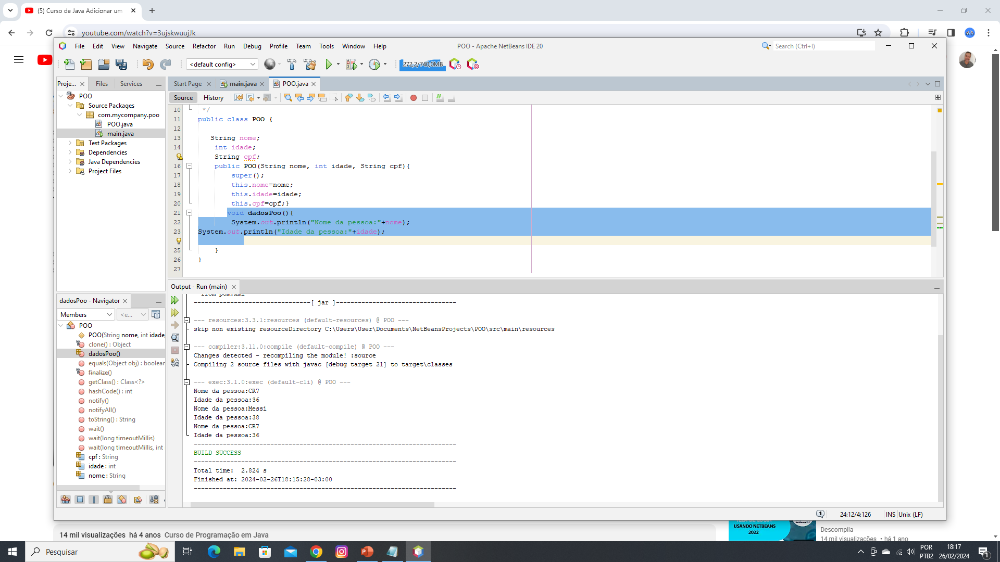 (5) Curso de Java Adicionar um
youtube.com/watch?v=3ujskwuujJk
File Edit View Navigate Source Refactor Run Debug Profile Team Tools Window Help
POO - Apache NetBeans IDE 20
Search (Ctrl+I)
<default config>
272,2/740,0MB
Proje... Files Services
Start Page main.java POO.java
Source History
POO
Source Packages
com.mycompany.poo
POO.java
main.java
Test Packages
Dependencies
Java Dependencies
Project Files
10 */
11 public class POO {
12
13 String nome;
14 int idade;
String cpf;
16 public POO(String nome, int idade, String cpf){
17 super();
18 this.nome=nome;
19 this.idade=idade;
20 this.cpf=cpf;}
21 void dadosPoo(){
22 System.out.println("Nome da pessoa:"+nome);
23 System.out.println("Idade da pessoa:"+idade);
25 }
26 }
27
dadosPoo - Navigator
Members
<e...
POO
POO(String nome, int idade,
clone() : Object
dadosPoo()
equals(Object obj) : boolean
finalize()
getClass() : Class<?>
hashCode() : int
notify()
notifyAll()
toString() : String
wait()
wait(long timeoutMillis)
wait(long timeoutMillis, int
cpf : String
idade : int
nome : String
Output - Run (main)
from pom.xml
--------------------------------[ jar ]---------------------------------
--- resources:3.3.1:resources (default-resources) @ POO ---
skip non existing resourceDirectory C:\Users\User\Documents\NetBeansProjects\POO\src\main\resources
--- compiler:3.11.0:compile (default-compile) @ POO ---
Changes detected - recompiling the module! :source
Compiling 2 source files with javac [debug target 21] to target\classes
--- exec:3.1.0:exec (default-cli) @ POO ---
Nome da pessoa:CR7
Idade da pessoa:36
Nome da pessoa:Messi
Idade da pessoa:38
Nome da pessoa:CR7
Idade da pessoa:36
------------------------------------------------------------------------
BUILD SUCCESS
------------------------------------------------------------------------
Total time:  2.824 s
Finished at: 2024-02-26T18:15:28-03:00
------------------------------------------------------------------------
1
24:12/4:126 INS Unix (LF)
14 mil visualizações há 4 anos Curso de Programação em Java
USANDO NETBEANS
2022
NetBeans IDE
Descompila
14 mil visualizações • há 1 ano
Pesquisar
POR
PTB2
18:17
26/02/2024
1